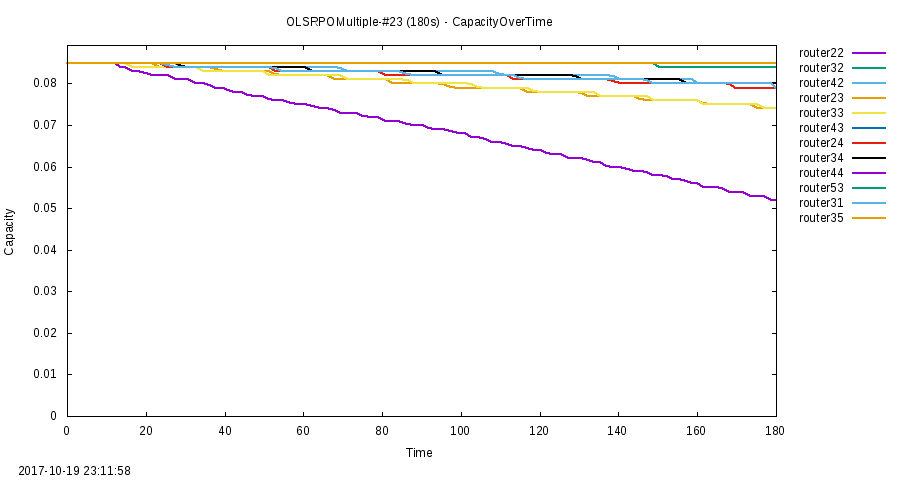 OLSRPOMultiple-#23 (180s) - CapacityOverTime
router22
router32
router42
router23
router33
router43
router24
router34
router44
router53
router31
router35
Capacity
0.08
0.07
0.06
0.05
0.04
0.03
0.02
0.01
0
0 20 40 60 80 100 120 140 160 180
Time
2017-10-19 23:11:58